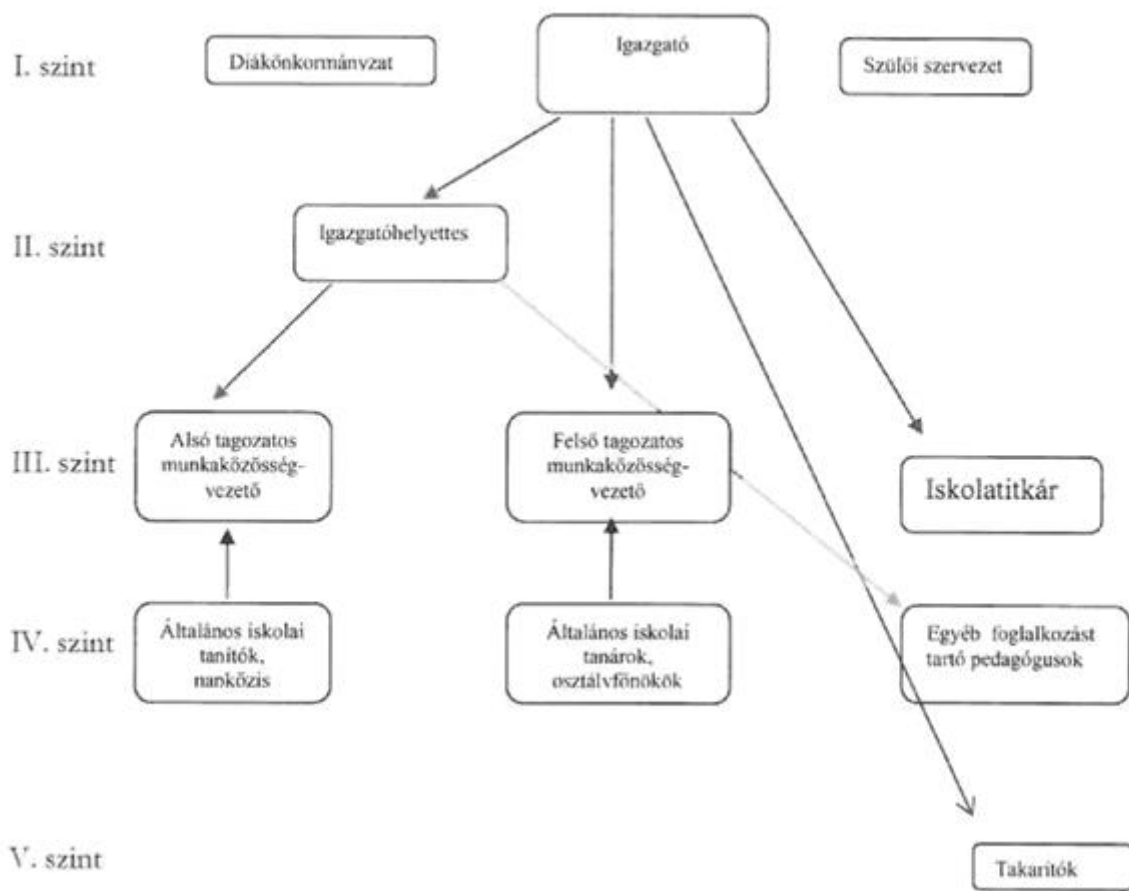 I. szint
Diákönkormányzat
Igazgató
Szülői szervezet
II. szint
Igazgatóhelyettes
III. szint
Alsó tagozatos
munkaközösség-
vezető
Felső tagozatos
munkaközösség-
vezető
Iskolatitkár
IV. szint
Általános iskolai
tanítók,
Általános iskolai
tanárok,
osztályfőnökök
Egyéb foglalkozást
tartó pedagógusok
V. szint
Takarítók